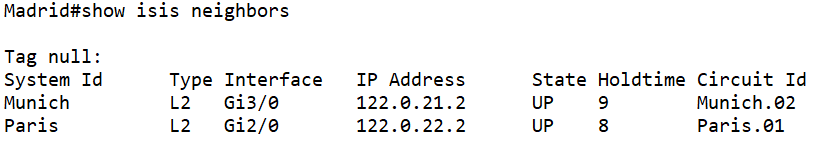 Madrid#show isis neighbors
Tag null:
System Id Type Interface IP Address State Holdtime Circuit Id
Munich L2 Gi3/0 122.0.21.2 UP 9 Munich.02
Paris L2 Gi2/0 122.0.22.2 UP 8 Paris.01